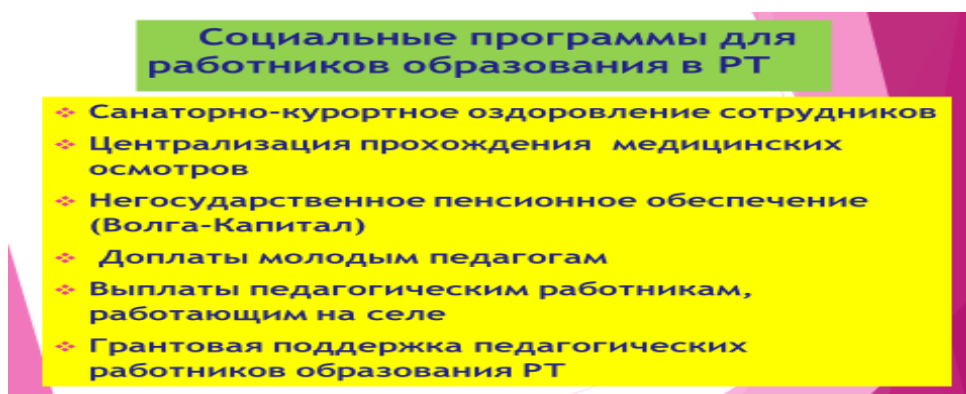 Социальные программы для
работников образования в РТ
❖ Санаторно-курортное оздоровление сотрудников
❖ Централизация прохождения медицинских
осмотров
❖ Негосударственное пенсионное обеспечение
(Волга-Капитал)
❖ Доплаты молодым педагогам
❖ Выплаты педагогическим работникам,
работающим на селе
❖ Грантовая поддержка педагогических
работников образования РТ